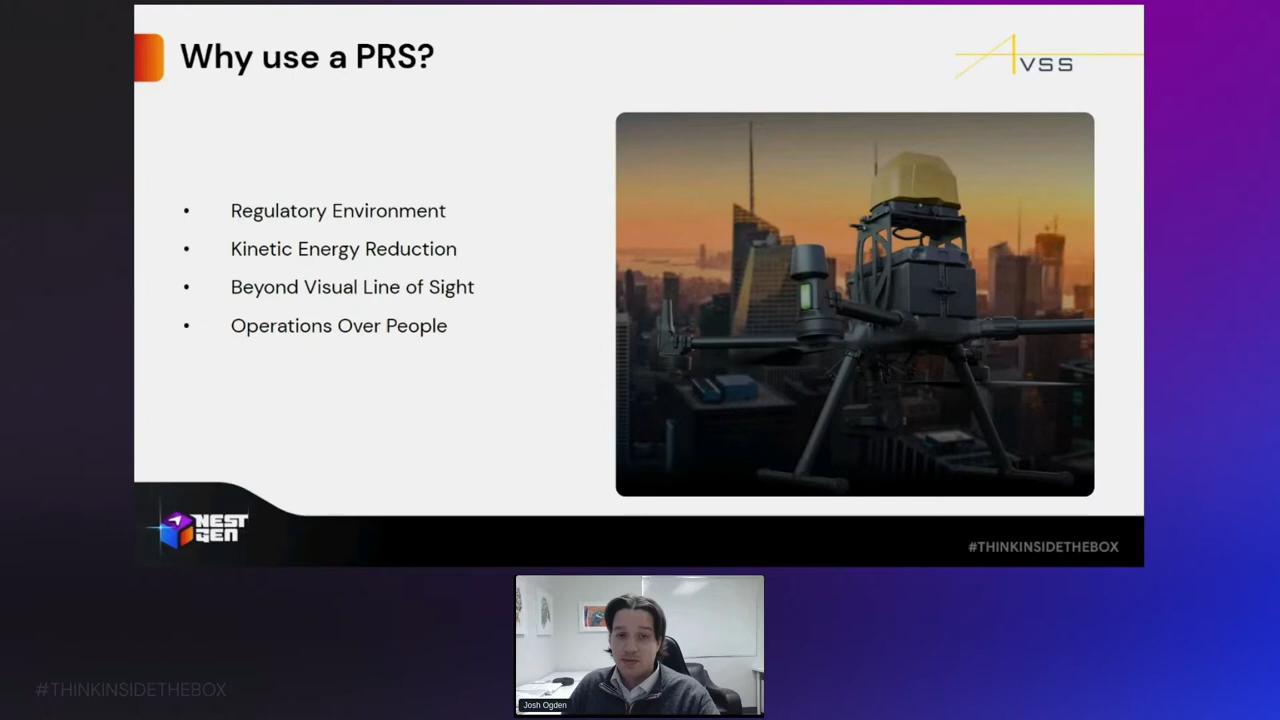 Why use a PRS?
AVSS
• Regulatory Environment
• Kinetic Energy Reduction
• Beyond Visual Line of Sight
• Operations Over People
NEST
GEN
#THINKINSIDETHEBOX
Josh Ogden
#THINKINSIDETHEBOX